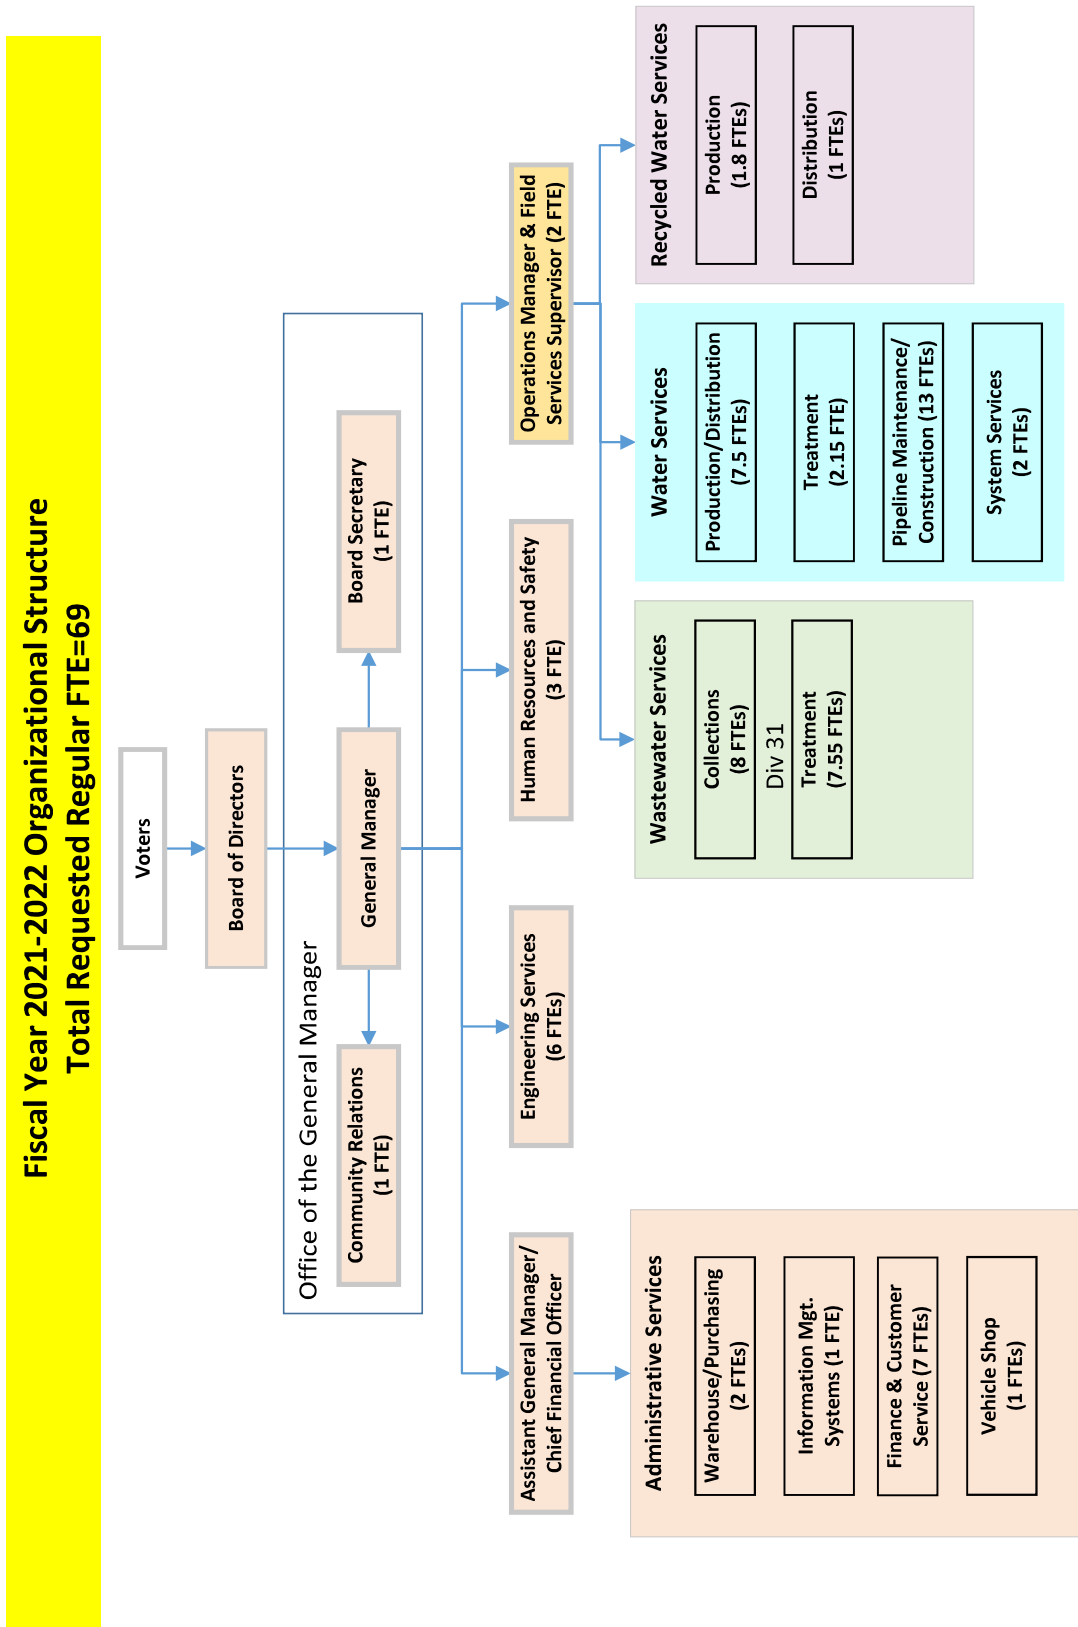 Fiscal Year 2021-2022 Organizational Structure
Total Requested Regular FTE=69
Voters
Board of Directors
Office of the General Manager
Community Relations
(1 FTE)
General Manager
Board Secretary
(1 FTE)
Assistant General Manager/
Chief Financial Officer
Engineering Services
(6 FTEs)
Human Resources and Safety
(3 FTE)
Operations Manager & Field
Services Supervisor (2 FTE)
Administrative Services
Warehouse/Purchasing
(2 FTEs)
Information Mgt.
Systems (1 FTE)
Finance & Customer
Service (7 FTEs)
Vehicle Shop
(1 FTEs)
Wastewater Services
Collections
(8 FTEs)
Div 31
Treatment
(7.55 FTEs)
Water Services
Production/Distribution
(7.5 FTEs)
Treatment
(2.15 FTE)
Pipeline Maintenance/
Construction (13 FTEs)
System Services
(2 FTEs)
Recycled Water Services
Production
(1.8 FTEs)
Distribution
(1 FTEs)